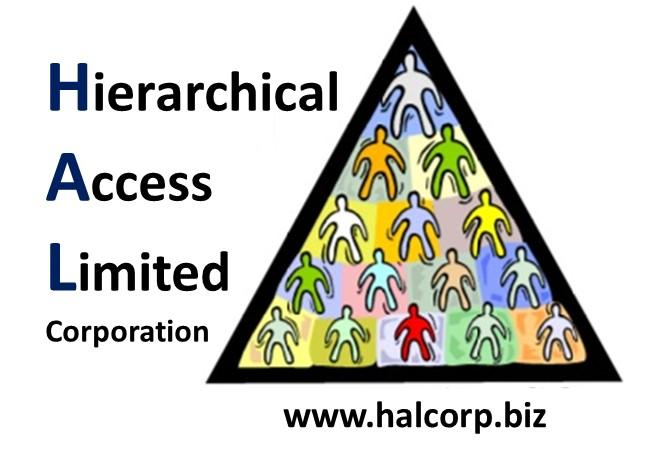 Hierarchical
Access
Limited
Corporation
www.halcorp.biz